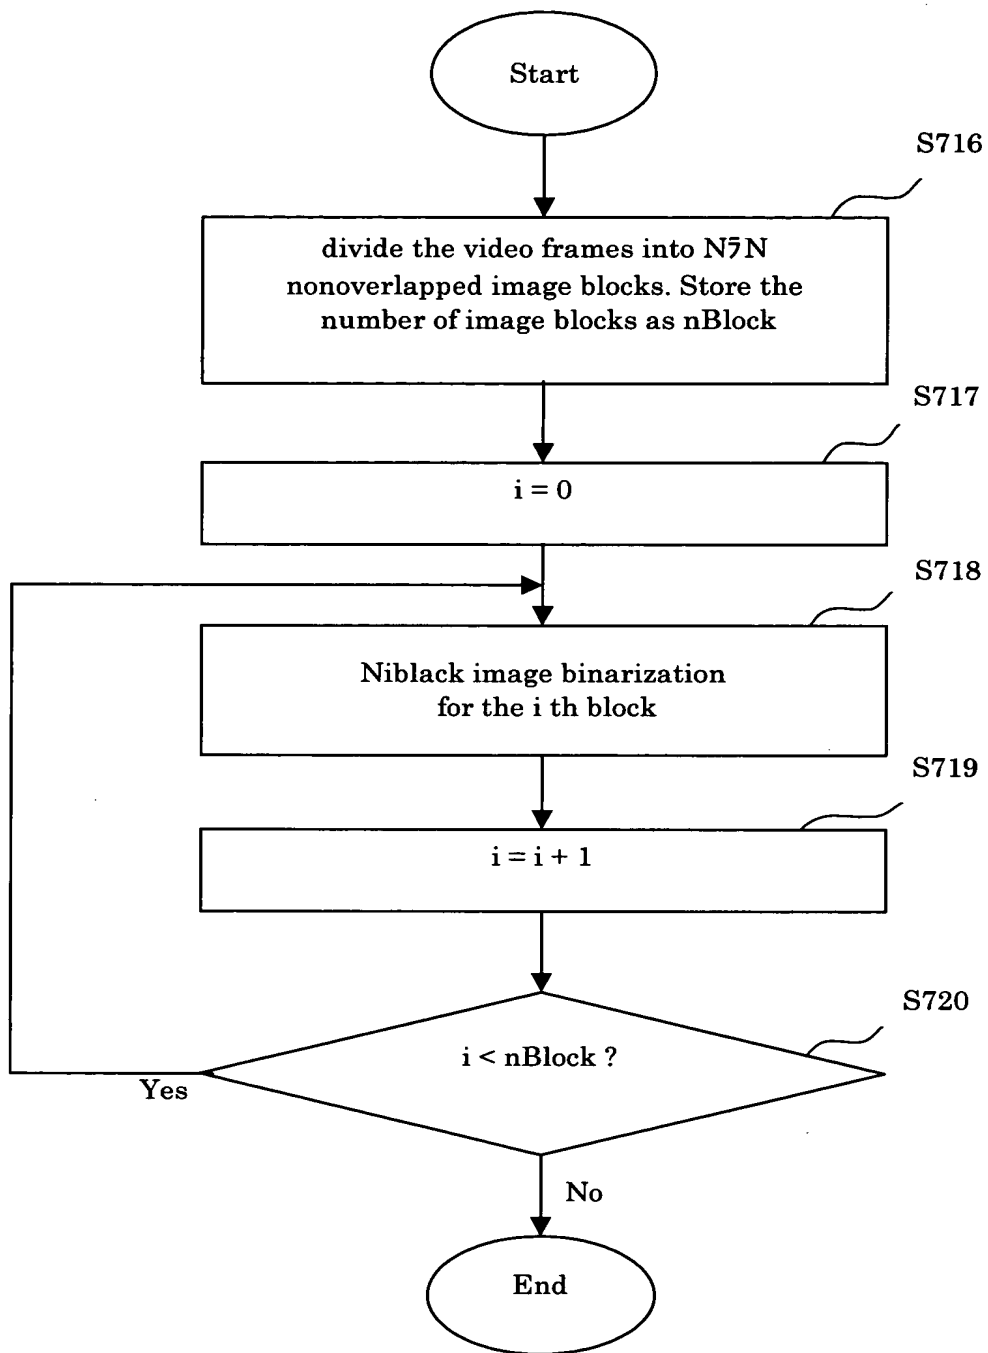 Start
S716
divide the video frames into N7̄N
nonoverlapped image blocks. Store the
number of image blocks as nBlock
S717
i = 0
S718
Niblack image binarization
for the i th block
S719
i = i + 1
S720
i < nBlock ?
Yes
No
End